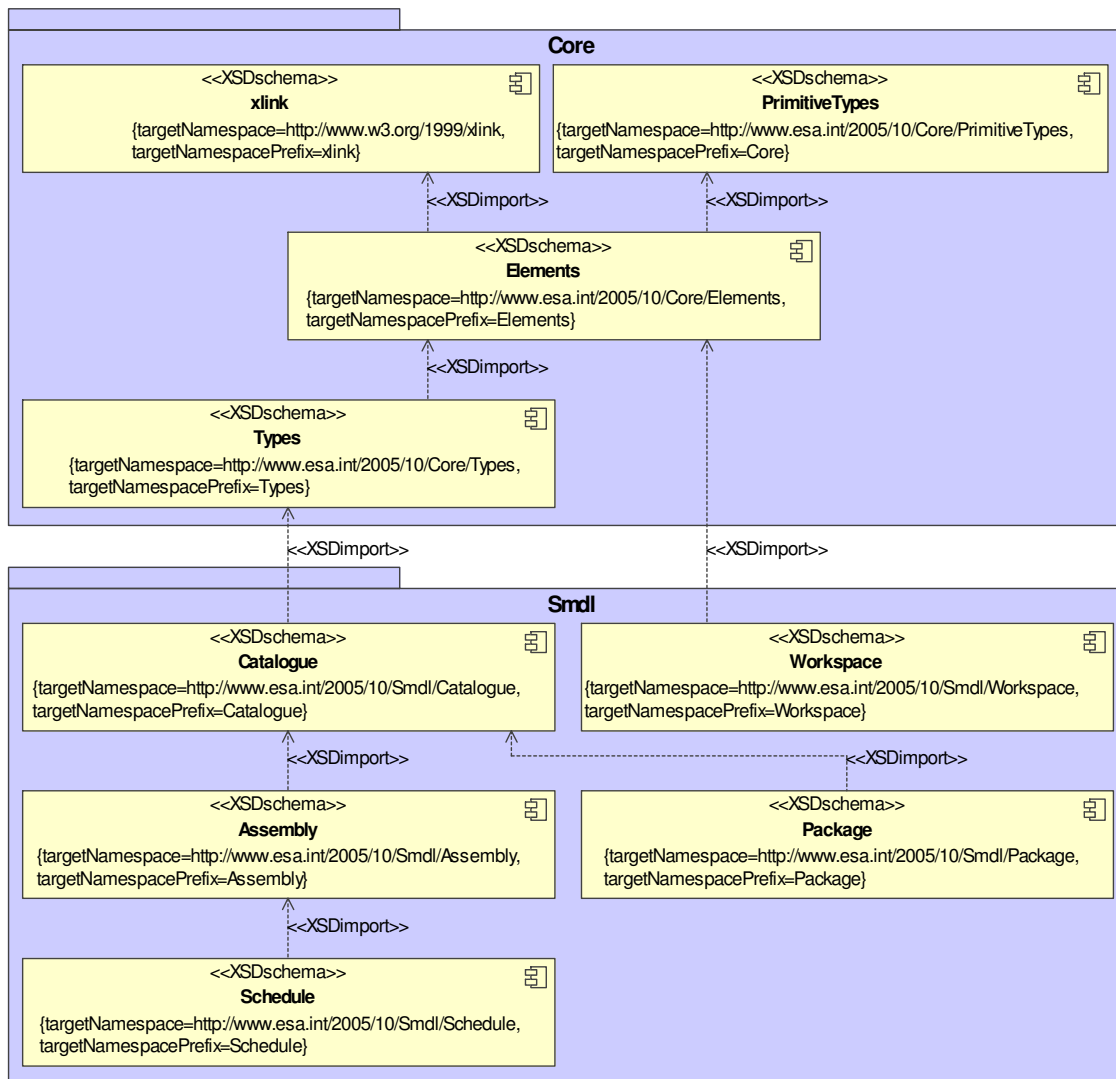 Core
<<XSDschema>>
xlink
{targetNamespace=http://www.w3.org/1999/xlink,
targetNamespacePrefix=xlink}
<<XSDschema>>
PrimitiveTypes
{targetNamespace=http://www.esa.int/2005/10/Core/PrimitiveTypes,
targetNamespacePrefix=Core}
<<XSDimport>>
<<XSDimport>>
<<XSDschema>>
Elements
{targetNamespace=http://www.esa.int/2005/10/Core/Elements,
targetNamespacePrefix=Elements}
<<XSDimport>>
<<XSDschema>>
Types
{targetNamespace=http://www.esa.int/2005/10/Core/Types,
targetNamespacePrefix=Types}
<<XSDimport>>
<<XSDimport>>
Smdl
<<XSDschema>>
Catalogue
{targetNamespace=http://www.esa.int/2005/10/Smdl/Catalogue,
targetNamespacePrefix=Catalogue}
<<XSDschema>>
Workspace
{targetNamespace=http://www.esa.int/2005/10/Smdl/Workspace,
targetNamespacePrefix=Workspace}
<<XSDimport>>
<<XSDimport>>
<<XSDschema>>
Assembly
{targetNamespace=http://www.esa.int/2005/10/Smdl/Assembly,
targetNamespacePrefix=Assembly}
<<XSDschema>>
Package
{targetNamespace=http://www.esa.int/2005/10/Smdl/Package,
targetNamespacePrefix=Package}
<<XSDimport>>
<<XSDschema>>
Schedule
{targetNamespace=http://www.esa.int/2005/10/Smdl/Schedule,
targetNamespacePrefix=Schedule}